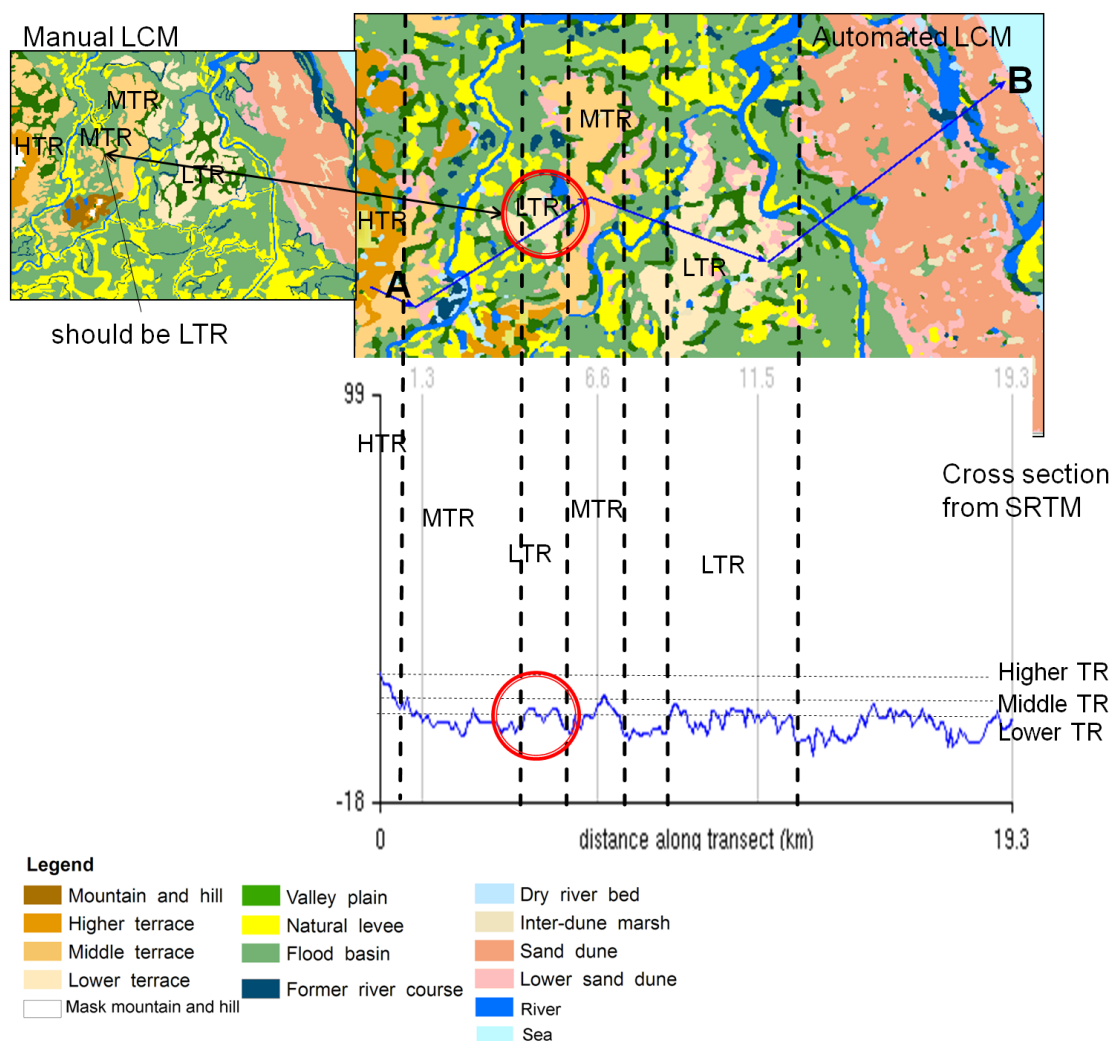 Manual LCM
Automated LCM
MTR
MTR
HTR
LTR
should be LTR
B
MTR
LTR
HTR
LTR
A
1.3
6.6
11.5
19.3
99
HTR
MTR
LTR
MTR
LTR
Cross section
from SRTM
Higher TR
Middle TR
Lower TR
-18
0
distance along transect (km)
19.3
Legend
Mountain and hill
Higher terrace
Middle terrace
Lower terrace
Mask mountain and hill
Valley plain
Natural levee
Flood basin
Former river course
Dry river bed
Inter-dune marsh
Sand dune
Lower sand dune
River
Sea